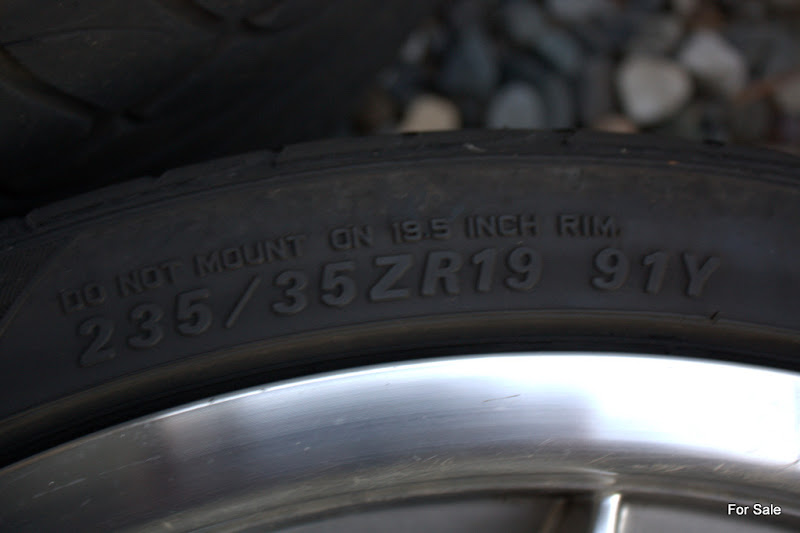 DO NOT MOUNT ON 19.5 INCH RIM.
235/35ZR19 91Y
For Sale